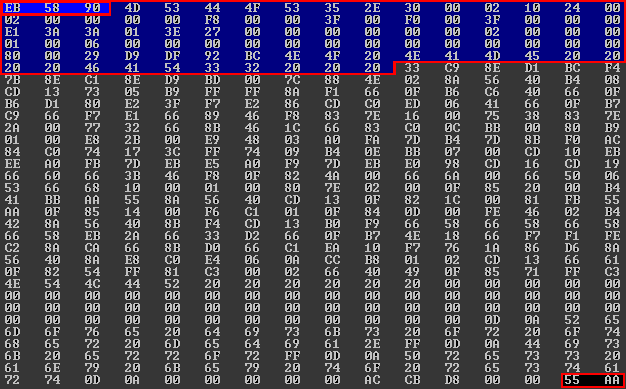 EB 58 90 4D 53 44 4F 53 35 2E 30 00 02 10 24 00
02 00 00 00 00 F8 00 00 3F 00 F0 00 3F 00 00 00
E1 3A 3A 01 3E 27 00 00 00 00 00 00 02 00 00 00
01 00 06 00 00 00 00 00 00 00 00 00 00 00 00 00
80 00 29 D9 DF 92 BC 4E 4F 20 4E 41 4D 45 20 20
20 20 46 41 54 33 32 20 20 20 33 C9 8E D1 BC F4
7B 8E C1 8E D9 BD 00 7C 88 4E 02 8A 56 40 B4 08
CD 13 73 05 B9 FF FF 8A F1 66 0F B6 C6 40 66 0F
B6 D1 80 E2 3F F7 E2 86 CD C0 ED 06 41 66 0F B7
C9 66 F7 E1 66 89 46 F8 83 7E 16 00 75 38 83 7E
2A 00 77 32 66 8B 46 1C 66 83 C0 0C BB 00 80 B9
01 00 E8 2B 00 E9 48 03 A0 FA 7D B4 7D 8B F0 AC
84 C0 74 17 3C FF 74 09 B4 0E BB 07 00 CD 10 EB
EE A0 FB 7D EB E5 A0 F9 7D EB E0 98 CD 16 CD 19
66 60 66 3B 46 F8 0F 82 4A 00 66 6A 00 66 50 06
53 66 68 10 00 01 00 80 7E 02 00 0F 85 20 00 B4
41 BB AA 55 8A 56 40 CD 13 0F 82 1C 00 81 FB 55
AA 0F 85 14 00 F6 C1 01 0F 84 0D 00 FE 46 02 B4
42 8A 56 40 8B F4 CD 13 B0 F9 66 58 66 58 66 58
66 58 EB 2A 66 33 D2 66 0F B7 4E 18 66 F7 F1 FE
C2 8A CA 66 8B D0 66 C1 EA 10 F7 76 1A 86 D6 8A
56 40 8A E8 C0 E4 06 0A CC B8 01 02 CD 13 66 61
0F 82 54 FF 81 C3 00 02 66 40 49 0F 85 71 FF C3
4E 54 4C 44 52 20 20 20 20 20 20 00 00 00 00 00
00 00 00 00 00 00 00 00 00 00 00 00 00 00 00 00
00 00 00 00 00 00 00 00 00 00 00 00 00 00 00 00
00 00 00 00 00 00 00 00 00 00 00 00 0D 0A 52 65
6D 6F 76 65 20 64 69 73 6B 73 20 6F 72 20 6F 74
68 65 72 20 6D 65 64 69 61 2E FF 0D 0A 44 69 73
6B 20 65 72 72 6F 72 FF 0D 0A 50 72 65 73 73 20
61 6E 79 20 6B 65 79 20 74 6F 20 72 65 73 74 61
72 74 0D 0A 00 00 00 00 00 AC CB D8 00 00 55 AA